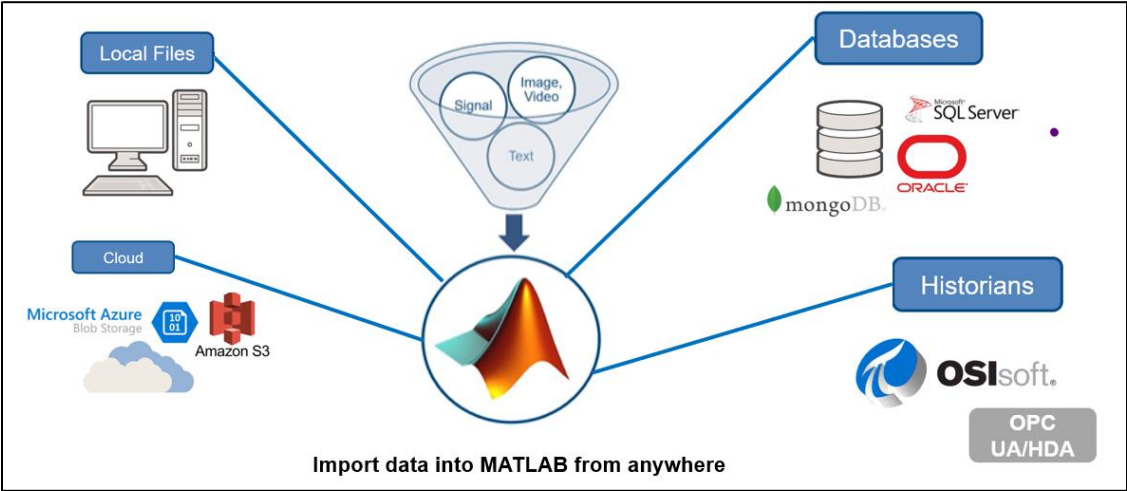 Local Files
Signal
Image,
Video
Text
Databases
Microsoft®
SQL Server®
ORACLE®
mongoDB®
Cloud
Microsoft Azure
Blob Storage
10
01
Amazon S3
Historians
OSIsoft®
OPC
UA/HDA
Import data into MATLAB from anywhere